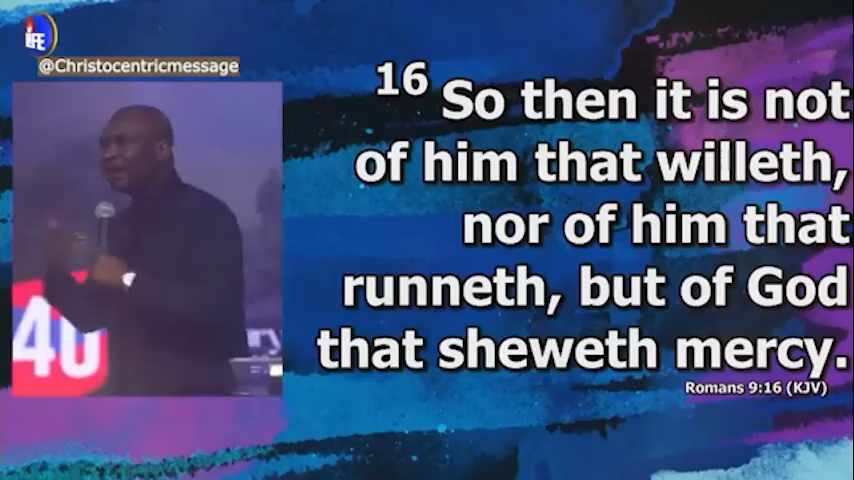 LIFE
@Christocentricmessage
16 So then it is not
of him that willeth,
nor of him that
runneth, but of God
that sheweth mercy.
Romans 9:16 (KJV)
40